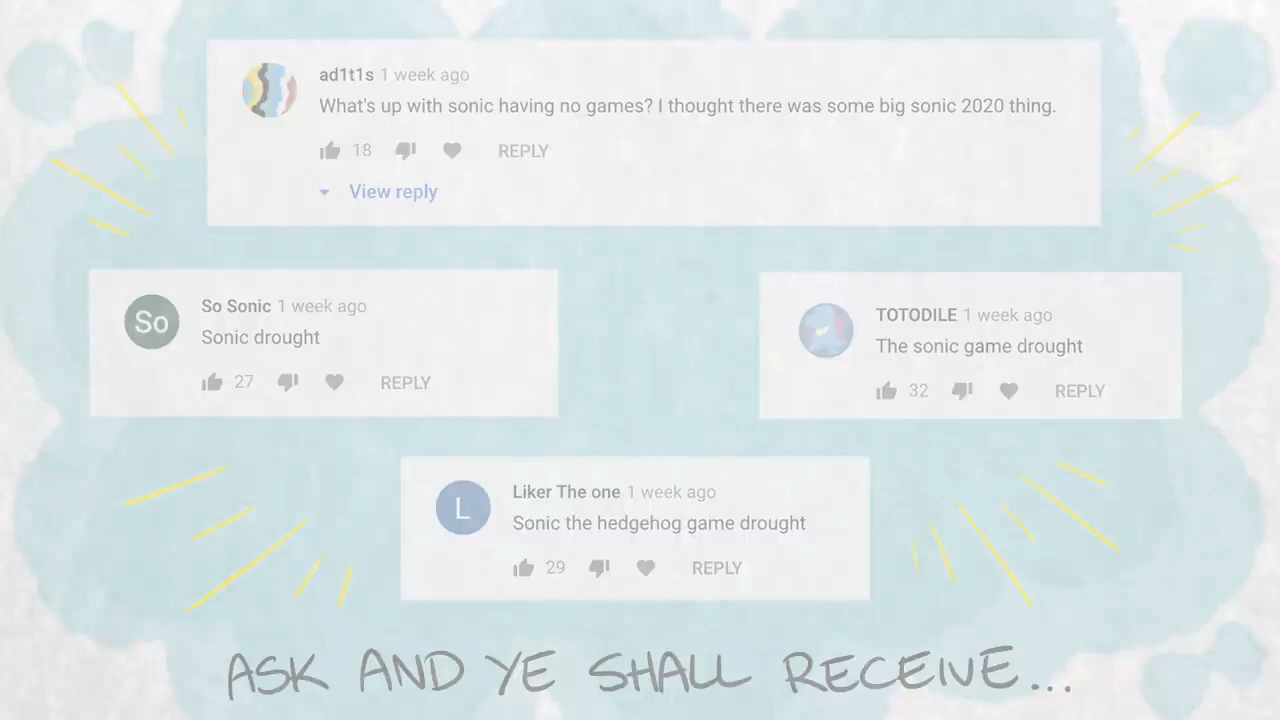 ad1t1s 1 week ago
What's up with sonic having no games? I thought there was some big sonic 2020 thing.
18 REPLY
View reply
So Sonic 1 week ago
So
Sonic drought
27 REPLY
TOTODILE 1 week ago
The sonic game drought
32 REPLY
Liker The one 1 week ago
L
Sonic the hedgehog game drought
29 REPLY
ASK AND YE SHALL RECEIVE...